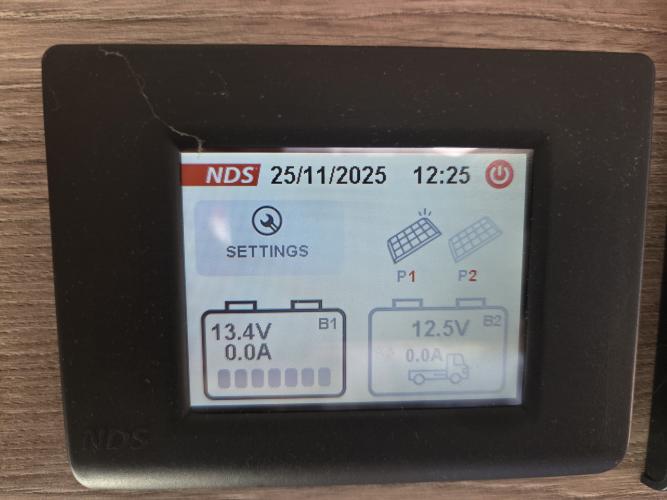 NDS 25/11/2025 12:25
SETTINGS
P1 P2
13.4V B1
0.0A
12.5V B2
0.0A
NDS